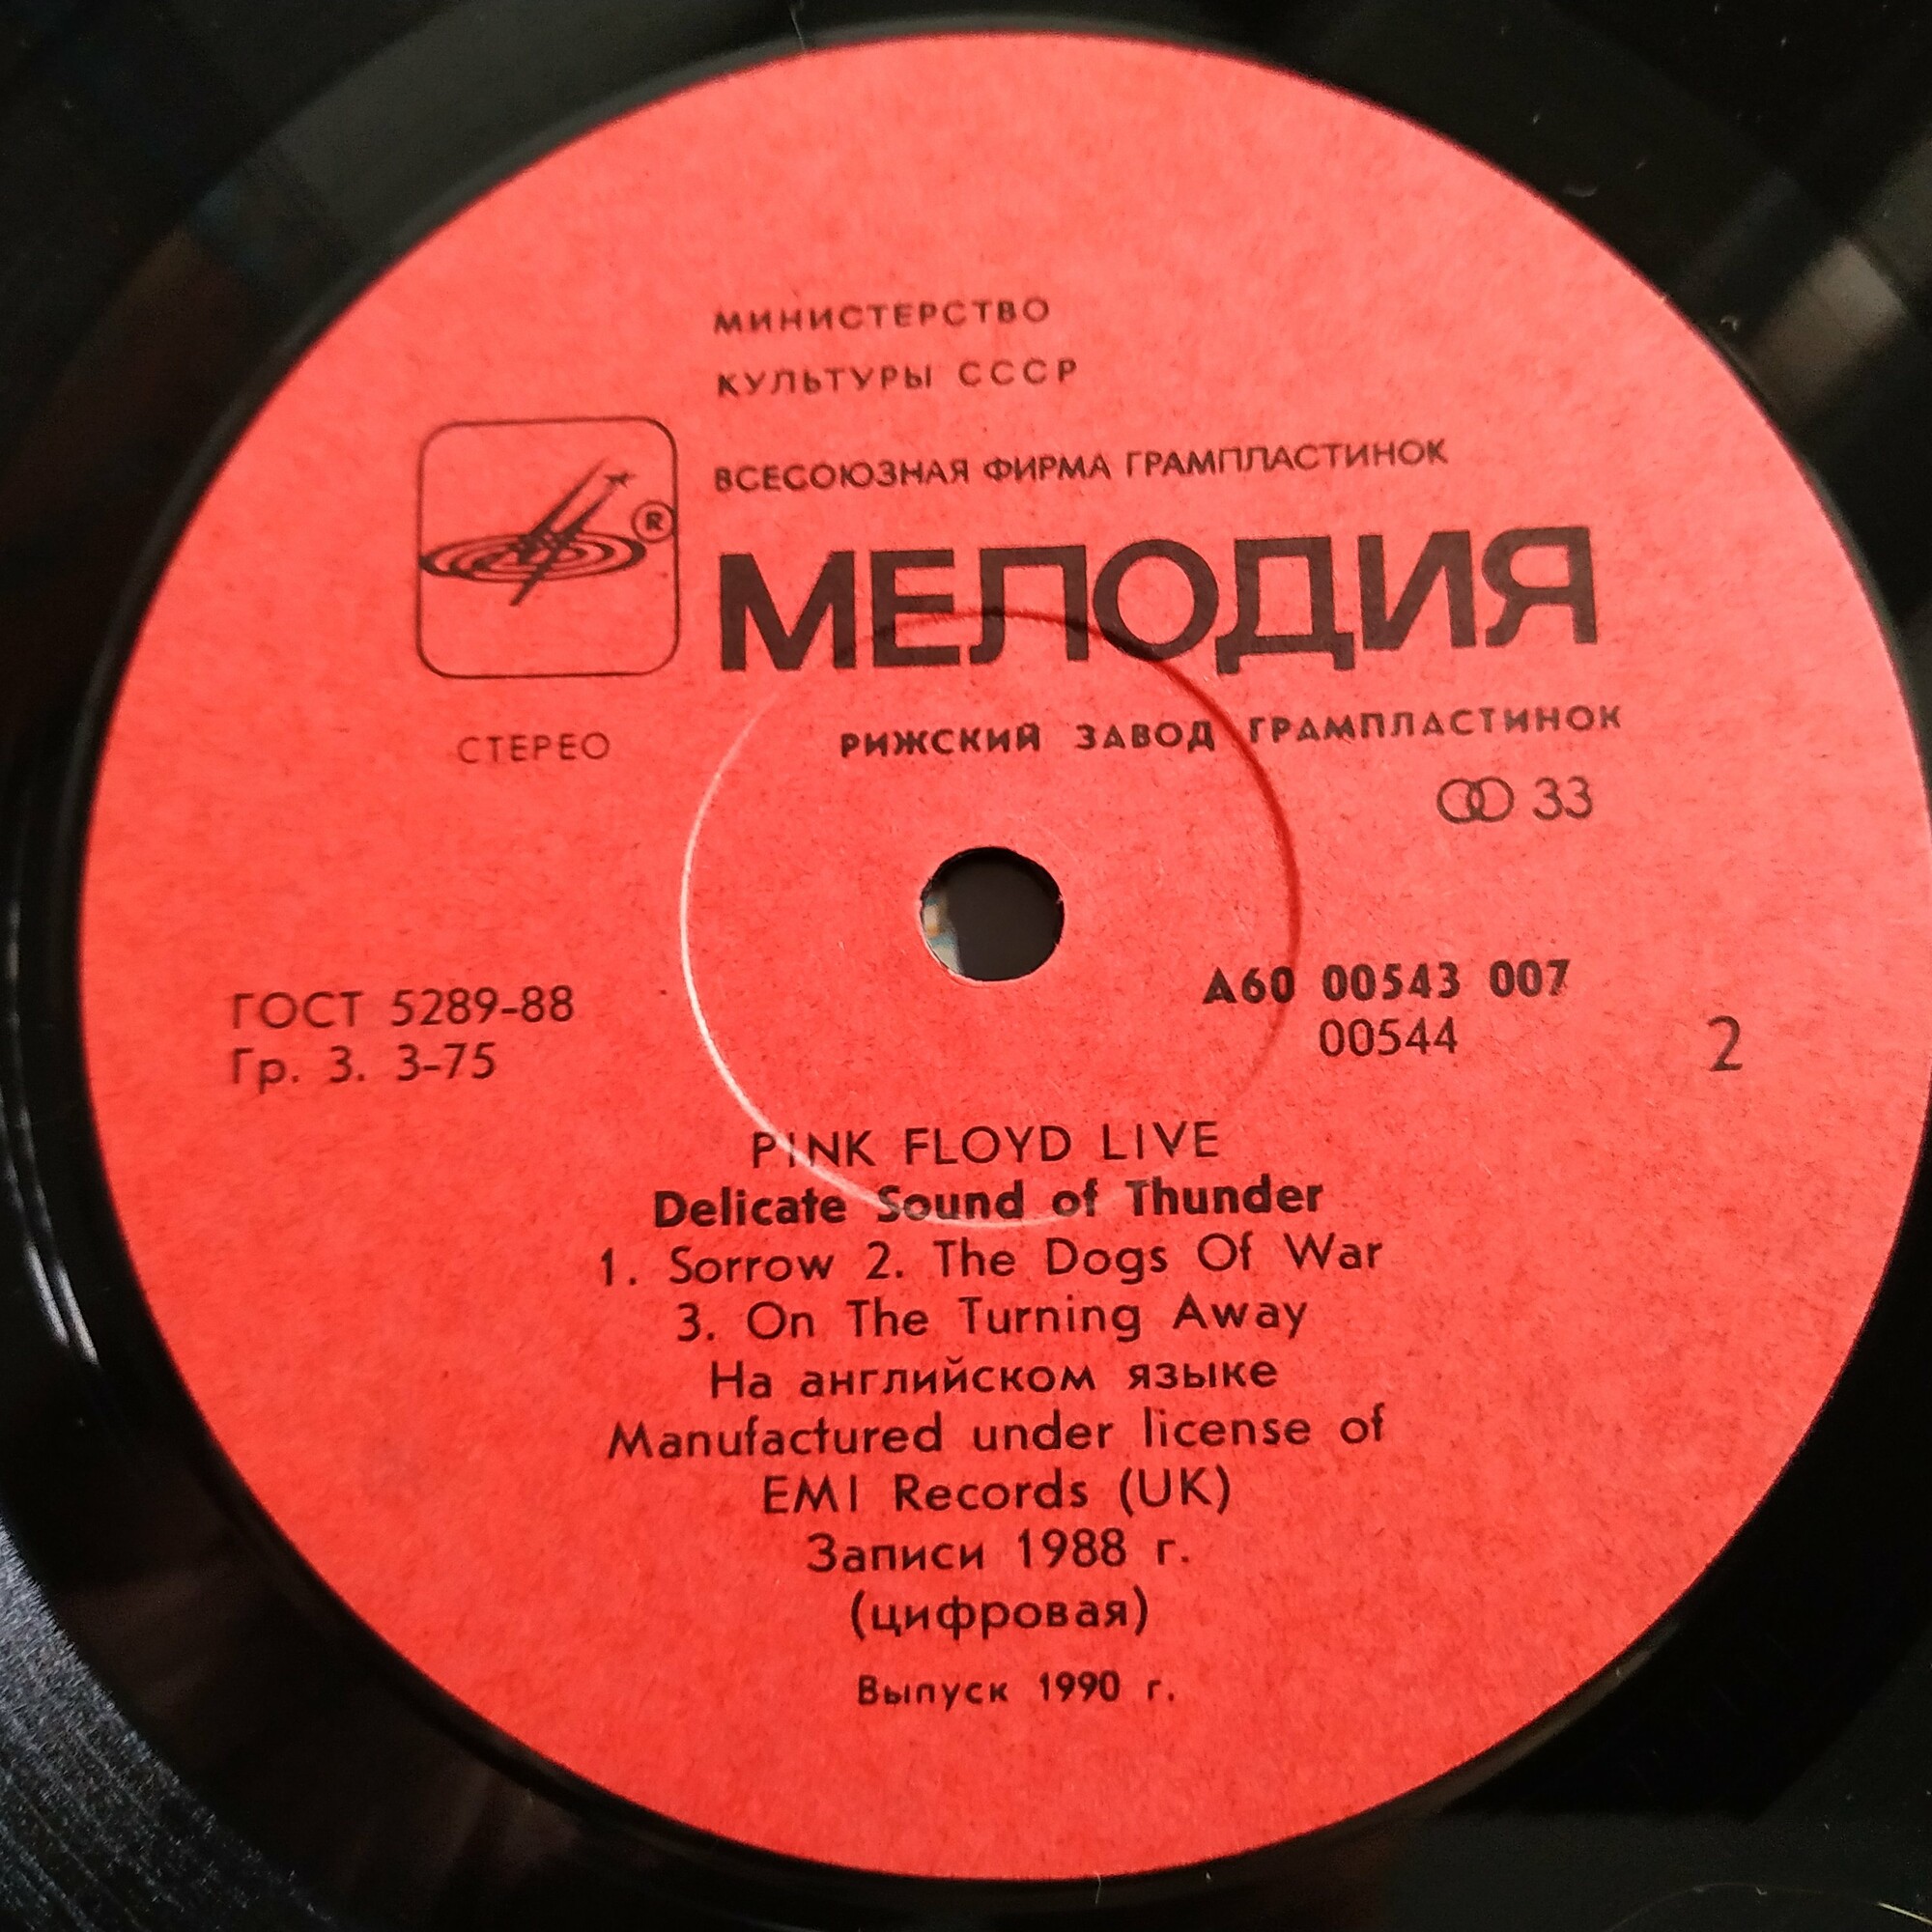 МИНИСТЕРСТВО
КУЛЬТУРЫ СССР
ВСЕСОЮЗНАЯ ФИРМА ГРАМПЛАСТИНОК
®
МЕЛОДИЯ
СТЕРЕО
РИЖСКИЙ ЗАВОД ГРАМПЛАСТИНОК
33
ГОСТ 5289-88
Гр. 3. 3-75
А60 00543 007
00544
2
PINK FLOYD LIVE
Delicate Sound of Thunder
1. Sorrow 2. The Dogs Of War
3. On The Turning Away
На английском языке
Manufactured under license of
EMI Records (UK)
Записи 1988 г.
(цифровая)
Выпуск 1990 г.